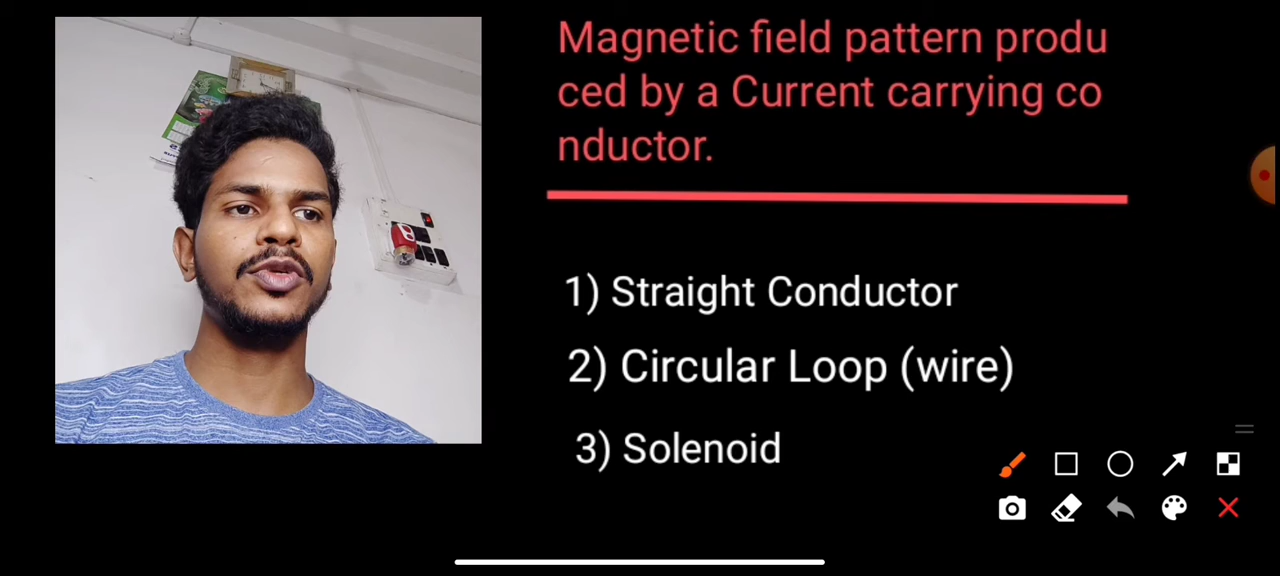 Magnetic field pattern produ
ced by a Current carrying co
nductor.
1) Straight Conductor
2) Circular Loop (wire)
3) Solenoid